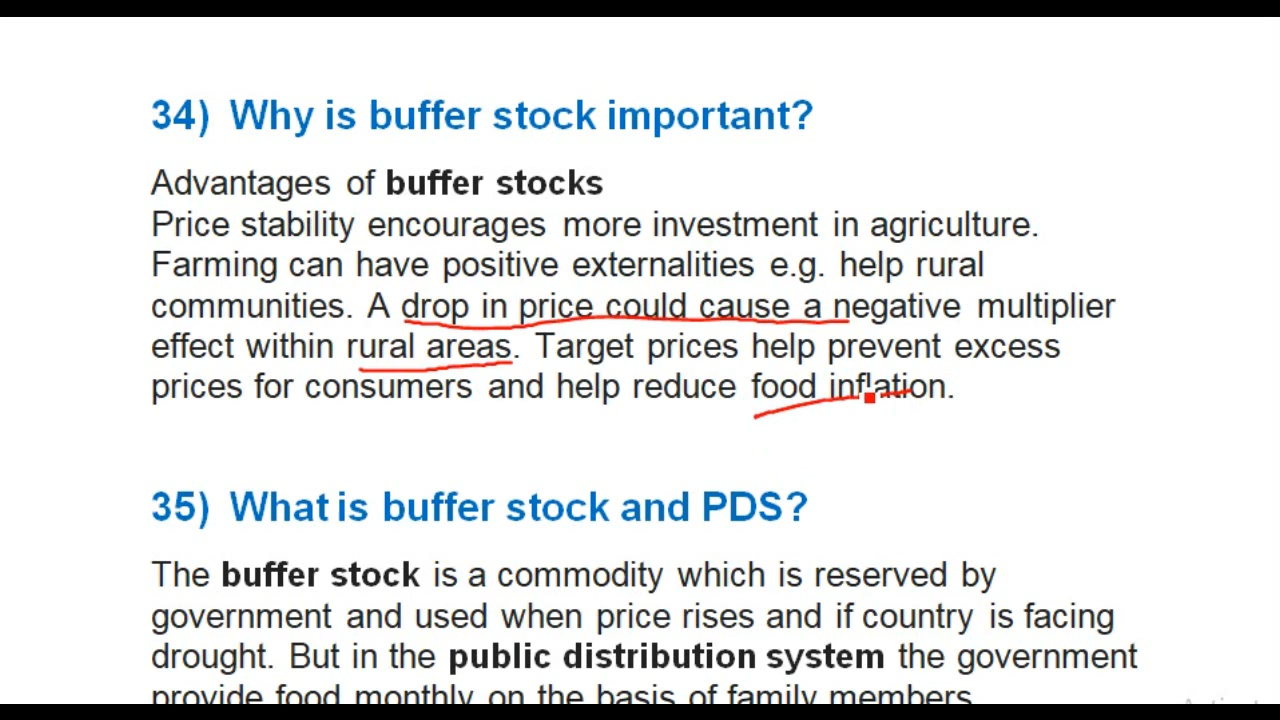 34) Why is buffer stock important?
Advantages of buffer stocks
Price stability encourages more investment in agriculture.
Farming can have positive externalities e.g. help rural
communities. A drop in price could cause a negative multiplier
effect within rural areas. Target prices help prevent excess
prices for consumers and help reduce food inflation.
35) What is buffer stock and PDS?
The buffer stock is a commodity which is reserved by
government and used when price rises and if country is facing
drought. But in the public distribution system the government
provide food monthly on the basis of family members.